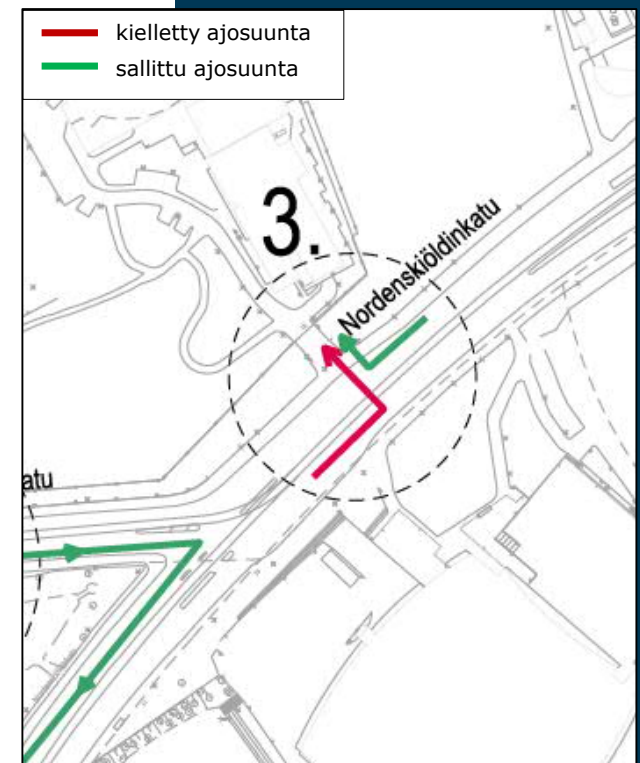 kielletty ajosuunta
sallittu ajosuunta
3.
Nordenskiöldinkatu
atu